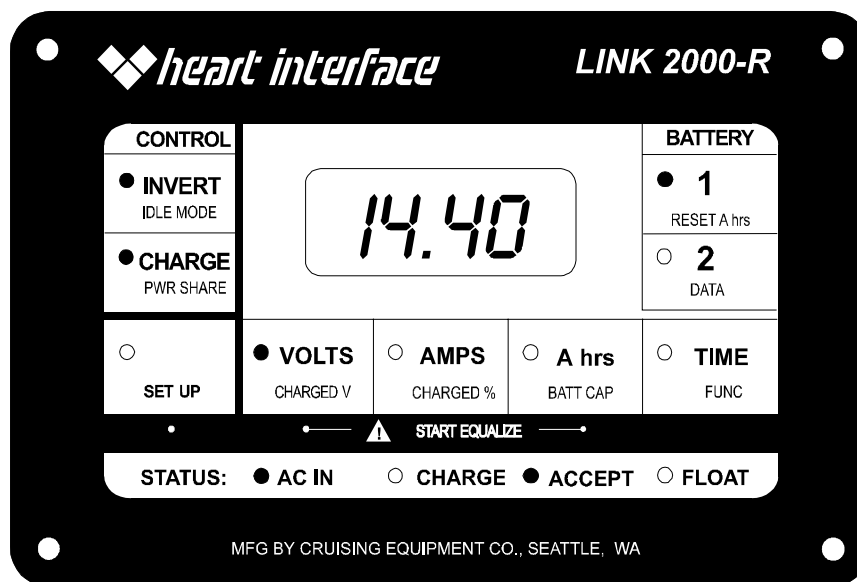 heart interface LINK 2000-R
CONTROL BATTERY
INVERT
IDLE MODE
14.40
1
RESET A hrs
CHARGE
PWR SHARE
2
DATA
VOLTS AMPS A hrs TIME
SET UP CHARGED V CHARGED % BATT CAP FUNC
START EQUALIZE
STATUS: AC IN CHARGE ACCEPT FLOAT
MFG BY CRUISING EQUIPMENT CO., SEATTLE, WA